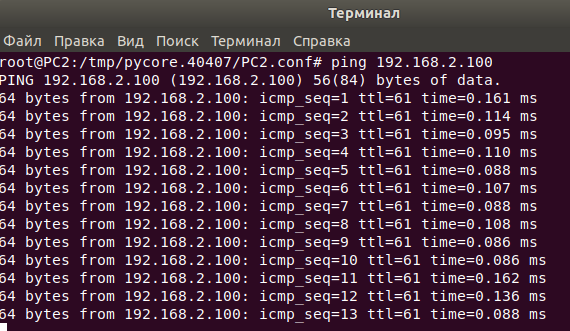 Терминал
Файл Правка Вид Поиск Терминал Справка
root@PC2:/tmp/pycore.40407/PC2.conf# ping 192.168.2.100
PING 192.168.2.100 (192.168.2.100) 56(84) bytes of data.
64 bytes from 192.168.2.100: icmp_seq=1 ttl=61 time=0.161 ms
64 bytes from 192.168.2.100: icmp_seq=2 ttl=61 time=0.114 ms
64 bytes from 192.168.2.100: icmp_seq=3 ttl=61 time=0.095 ms
64 bytes from 192.168.2.100: icmp_seq=4 ttl=61 time=0.110 ms
64 bytes from 192.168.2.100: icmp_seq=5 ttl=61 time=0.088 ms
64 bytes from 192.168.2.100: icmp_seq=6 ttl=61 time=0.107 ms
64 bytes from 192.168.2.100: icmp_seq=7 ttl=61 time=0.088 ms
64 bytes from 192.168.2.100: icmp_seq=8 ttl=61 time=0.108 ms
64 bytes from 192.168.2.100: icmp_seq=9 ttl=61 time=0.086 ms
64 bytes from 192.168.2.100: icmp_seq=10 ttl=61 time=0.086 ms
64 bytes from 192.168.2.100: icmp_seq=11 ttl=61 time=0.162 ms
64 bytes from 192.168.2.100: icmp_seq=12 ttl=61 time=0.136 ms
64 bytes from 192.168.2.100: icmp_seq=13 ttl=61 time=0.088 ms